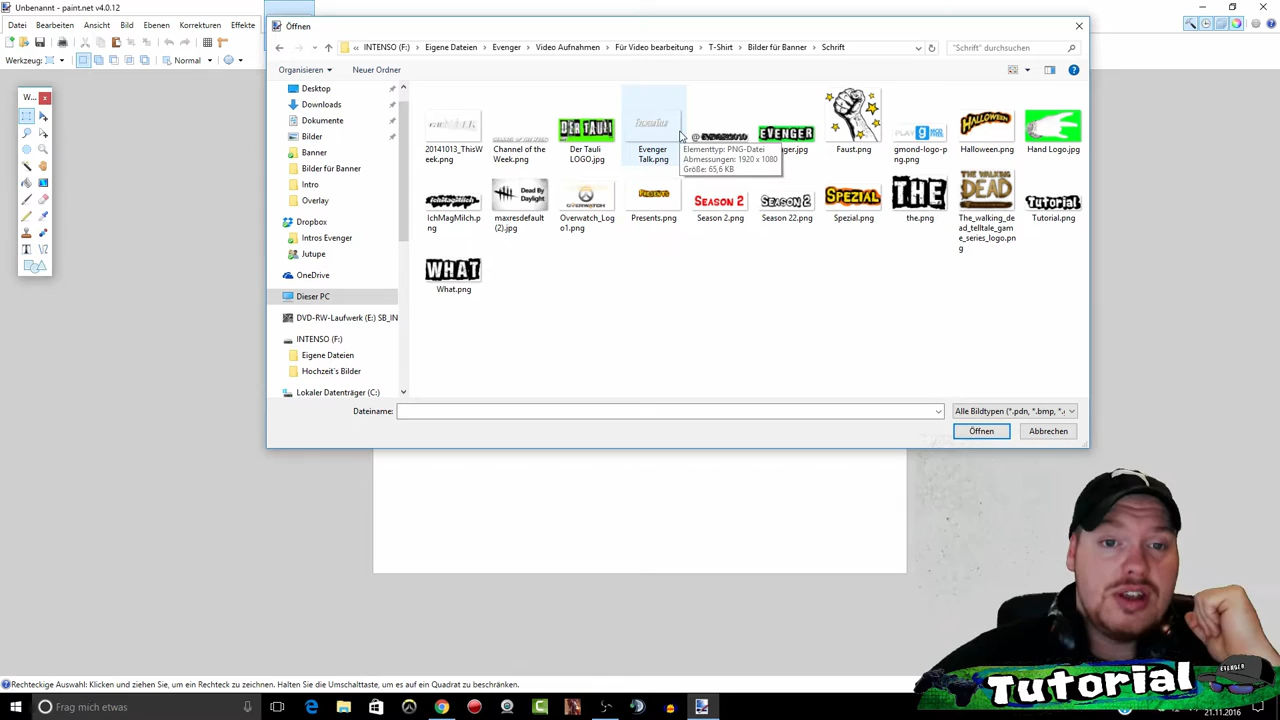 Unbenannt - paint.net v4.0.12
Datei Bearbeiten Ansicht Bild Ebenen Korrekturen Effekte
Werkzeug:
Normal
W...
Öffnen
« INTENSO (F:) › Eigene Dateien › Evenger › Video Aufnahmen › Für Video bearbeitung › T-Shirt › Bilder für Banner › Schrift
"Schrift" durchsuchen
Organisieren
Neuer Ordner
Desktop
Downloads
Dokumente
Bilder
Banner
Bilder für Banner
Intro
Overlay
Dropbox
Intros Evenger
Jutupe
OneDrive
Dieser PC
DVD-RW-Laufwerk (E:) SB_IN
INTENSO (F:)
Eigene Dateien
Hochzeit`s Bilder
Lokaler Datenträger (C:)
20141013_ThisWeek.png
Channel of the Week.png
DER TAULI
Der Tauli LOGO.jpg
Evenger Talk.png
EVENGER
ger.jpg
Faust.png
PLAY
gmod
gmond-logo-png.png
HALLOWEEN
Halloween.png
Hand Logo.jpg
IchMagMilch
IchMagMilch.png
Dead By Daylight
maxresdefault (2).jpg
OVERWATCH
Overwatch_Logo1.png
PRESENTS
Presents.png
SEASON 2
Season 2.png
SEASON 2
Season 22.png
SPEZIAL
Spezial.png
THE
the.png
THE WALKING DEAD
The_walking_dead_telltale_game_series_logo.png
Tutorial
Tutorial.png
WHAT
What.png
Elementtyp: PNG-Datei
Abmessungen: 1920 x 1080
Größe: 65,6 KB
Dateiname:
Alle Bildtypen (*.pdn, *.bmp, *.
Öffnen
Abbrechen
Rechteckige Auswahl: Klicken und ziehen Sie, um ein Rechteck zu zeichnen. Halten Sie die Umschalttaste, um es auf ein Quadrat zu beschränken.
Tutorial
EVENGER
Frag mich etwas
21.11.2016